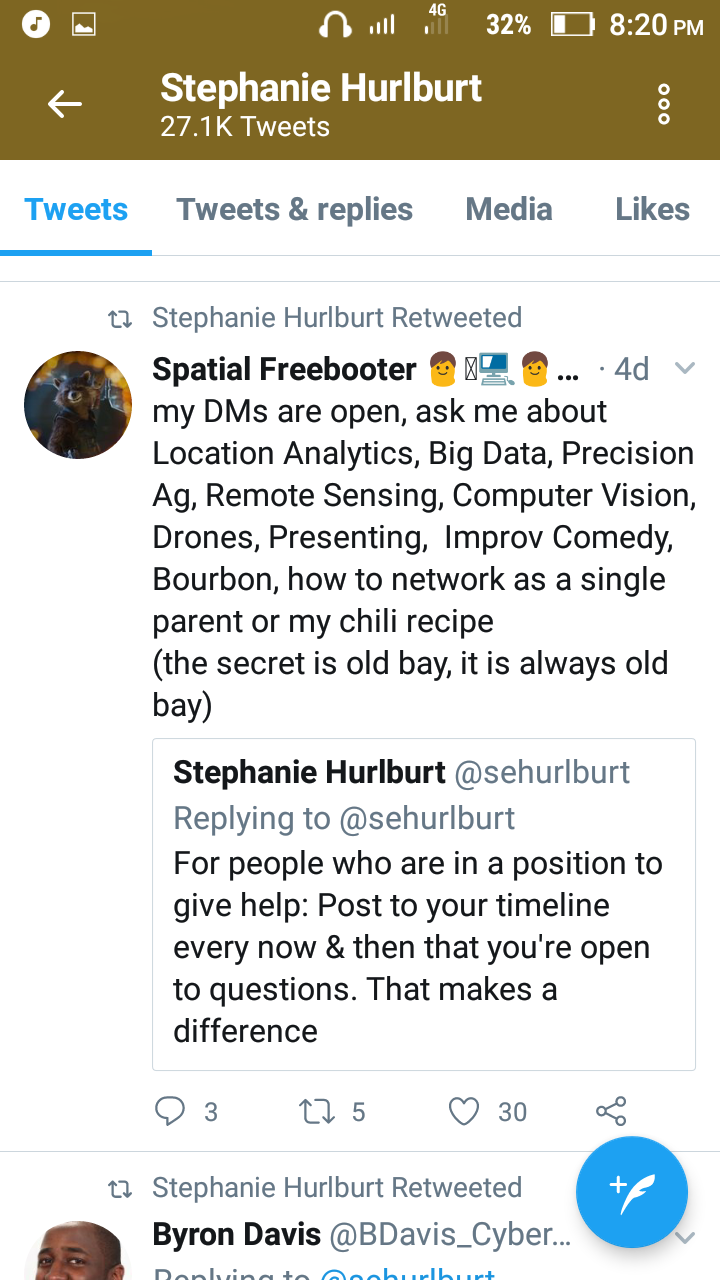 4G
32%
8:20 PM
Stephanie Hurlburt
27.1K Tweets
Tweets
Tweets & replies
Media
Likes
Stephanie Hurlburt Retweeted
Spatial Freebooter 🧑 💻 🧑 ... · 4d
my DMs are open, ask me about
Location Analytics, Big Data, Precision
Ag, Remote Sensing, Computer Vision,
Drones, Presenting,  Improv Comedy,
Bourbon, how to network as a single
parent or my chili recipe
(the secret is old bay, it is always old
bay)
Stephanie Hurlburt @sehurlburt
Replying to @sehurlburt
For people who are in a position to
give help: Post to your timeline
every now & then that you're open
to questions. That makes a
difference
3
5
30
Stephanie Hurlburt Retweeted
Byron Davis @BDavis_Cyber...
Replying to @sehurlburt